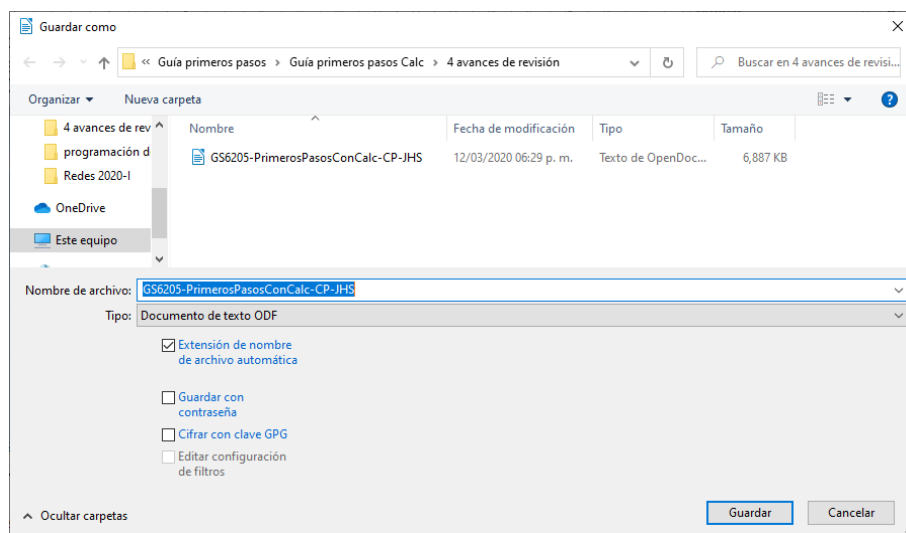 Guardar como
« Guía primeros pasos › Guía primeros pasos Calc › 4 avances de revisión
Buscar en 4 avances de revisi...
Organizar Nueva carpeta
4 avances de rev
programación d
Redes 2020-I
OneDrive
Este equipo
Nombre Fecha de modificación Tipo Tamaño
GS6205-PrimerosPasosConCalc-CP-JHS 12/03/2020 06:29 p. m. Texto de OpenDoc... 6,887 KB
Nombre de archivo: GS6205-PrimerosPasosConCalc-CP-JHS
Tipo: Documento de texto ODF
Extensión de nombre
de archivo automática
Guardar con
contraseña
Cifrar con clave GPG
Editar configuración
de filtros
Ocultar carpetas
Guardar Cancelar